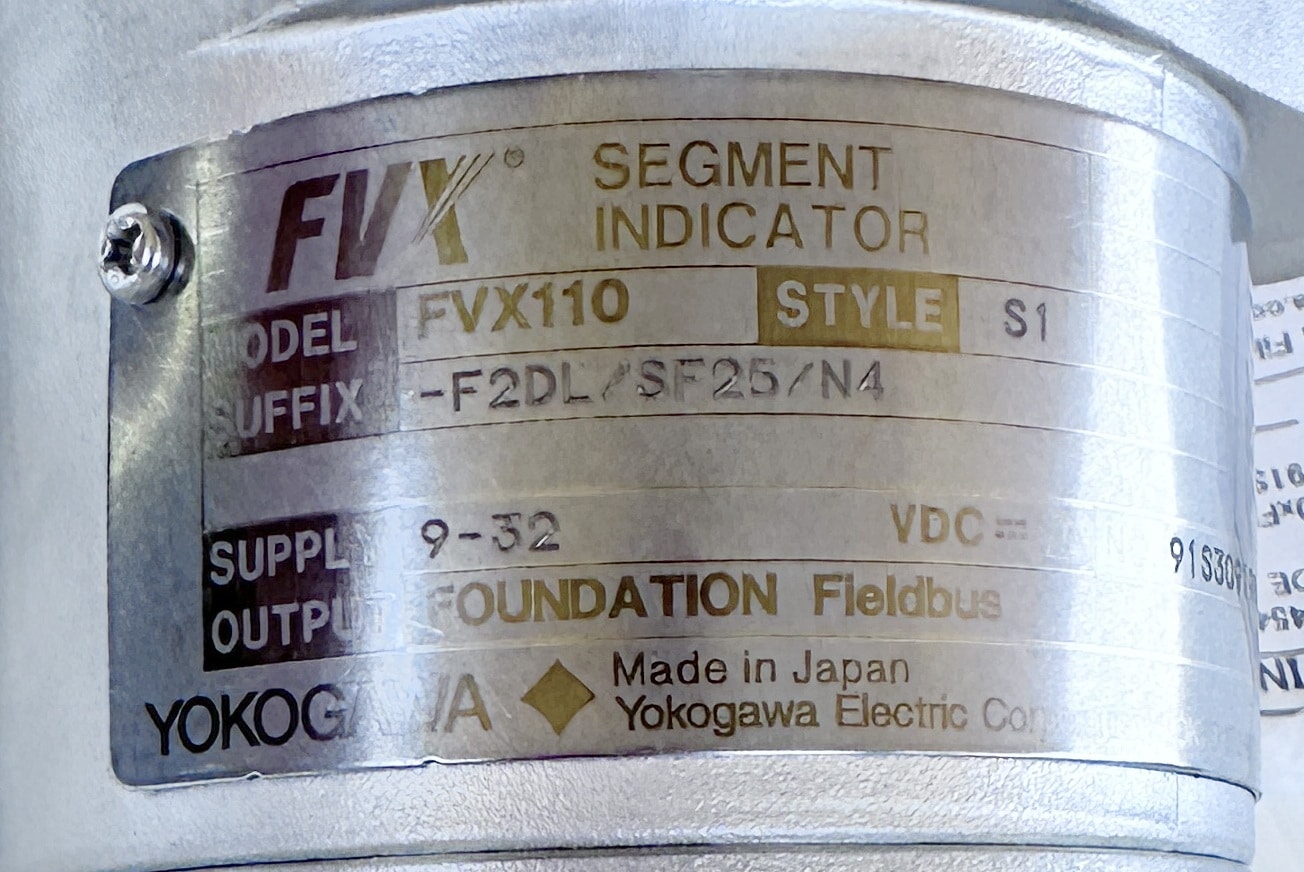 FVX® SEGMENT
INDICATOR
MODEL FVX110 STYLE S1
SUFFIX -F2DL/SF25/N4
SUPPLY 9-32 VDC
OUTPUT FOUNDATION Fieldbus
YOKOGAWA ◆ Made in Japan
Yokogawa Electric